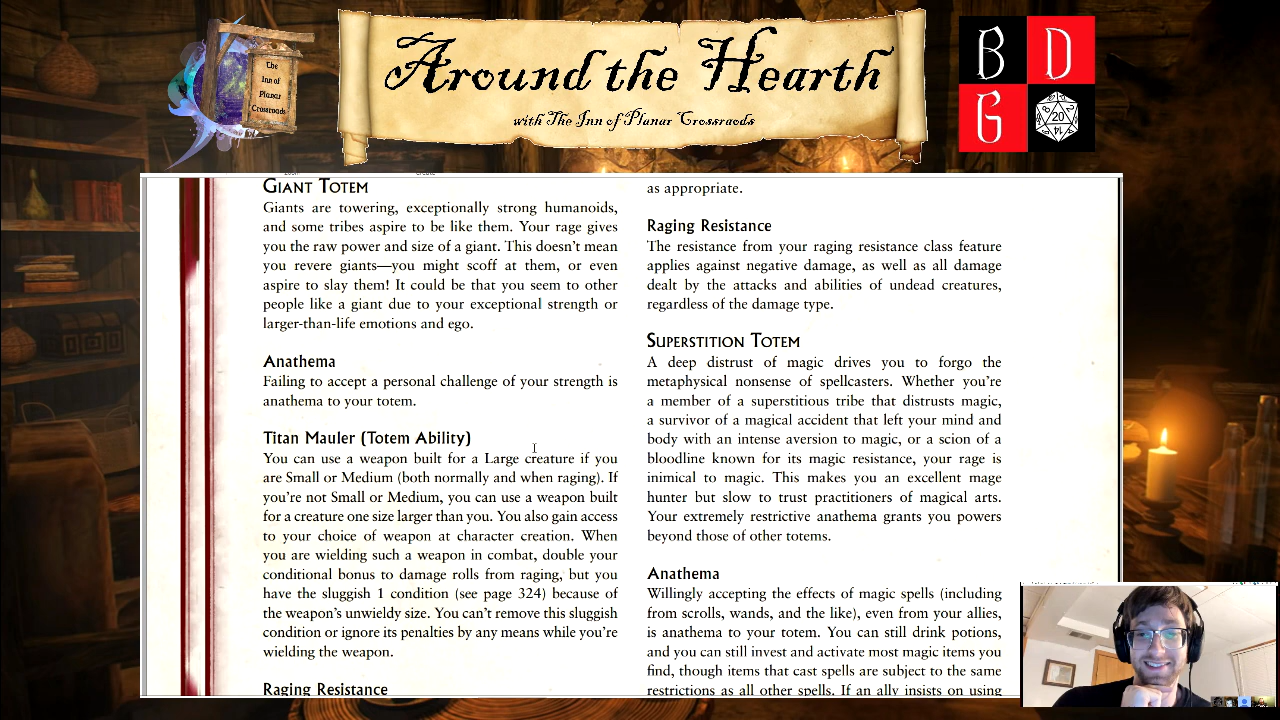 The
Inn of
Planar
Crossroads
Around the Hearth
with The Inn of Planar Crossroads
B D
G 20
14
GIANT TOTEM
Giants are towering, exceptionally strong humanoids,
and some tribes aspire to be like them. Your rage gives
you the raw power and size of a giant. This doesn’t mean
you revere giants—you might scoff at them, or even
aspire to slay them! It could be that you seem to other
people like a giant due to your exceptional strength or
larger-than-life emotions and ego.
Anathema
Failing to accept a personal challenge of your strength is
anathema to your totem.
Titan Mauler (Totem Ability)
You can use a weapon built for a Large creature if you
are Small or Medium (both normally and when raging). If
you’re not Small or Medium, you can use a weapon built
for a creature one size larger than you. You also gain access
to your choice of weapon at character creation. When
you are wielding such a weapon in combat, double your
conditional bonus to damage rolls from raging, but you
have the sluggish 1 condition (see page 324) because of
the weapon’s unwieldy size. You can’t remove this sluggish
condition or ignore its penalties by any means while you’re
wielding the weapon.
Raging Resistance
as appropriate.
Raging Resistance
The resistance from your raging resistance class feature
applies against negative damage, as well as all damage
dealt by the attacks and abilities of undead creatures,
regardless of the damage type.
SUPERSTITION TOTEM
A deep distrust of magic drives you to forgo the
metaphysical nonsense of spellcasters. Whether you’re
a member of a superstitious tribe that distrusts magic,
a survivor of a magical accident that left your mind and
body with an intense aversion to magic, or a scion of a
bloodline known for its magic resistance, your rage is
inimical to magic. This makes you an excellent mage
hunter but slow to trust practitioners of magical arts.
Your extremely restrictive anathema grants you powers
beyond those of other totems.
Anathema
Willingly accepting the effects of magic spells (including
from scrolls, wands, and the like), even from your allies,
is anathema to your totem. You can still drink potions,
and you can still invest and activate most magic items you
find, though items that cast spells are subject to the same
restrictions as all other spells. If an ally insists on using